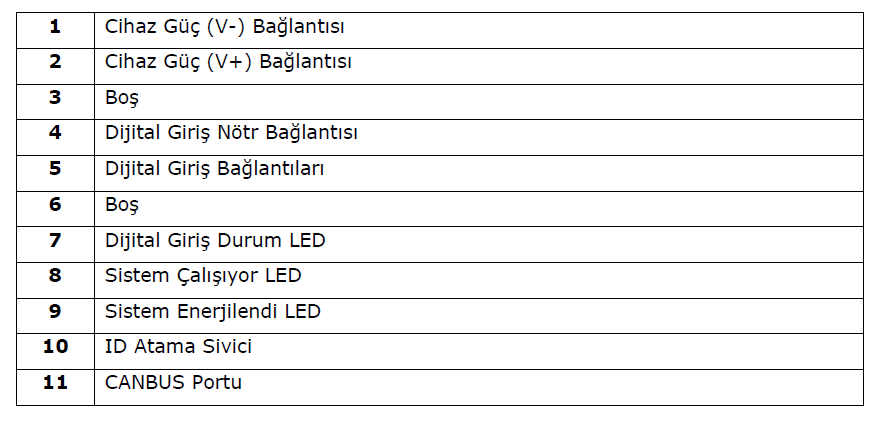 1 Cihaz Güç (V-) Bağlantısı
2 Cihaz Güç (V+) Bağlantısı
3 Boş
4 Dijital Giriş Nötr Bağlantısı
5 Dijital Giriş Bağlantıları
6 Boş
7 Dijital Giriş Durum LED
8 Sistem Çalışıyor LED
9 Sistem Enerjilendi LED
10 ID Atama Sivici
11 CANBUS Portu